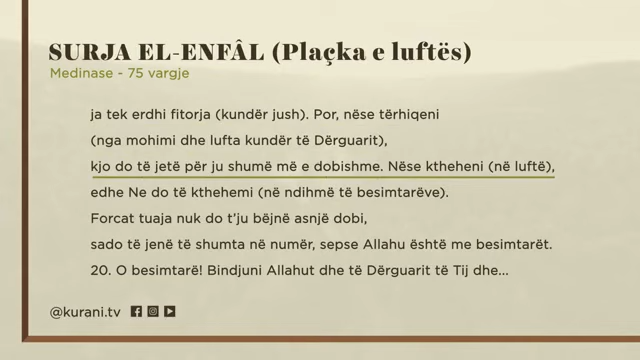 SURJA EL-ENFÂL (Plaçka e luftës)
Medinase - 75 vargje
ja tek erdhi fitorja (kundër jush). Por, nëse tërhiqeni
(nga mohimi dhe lufta kundër të Dërguarit),
kjo do të jetë për ju shumë më e dobishme. Nëse ktheheni (në luftë),
edhe Ne do të kthehemi (në ndihmë të besimtarëve).
Forcat tuaja nuk do t'ju bëjnë asnjë dobi,
sado të jenë të shumta në numër, sepse Allahu është me besimtarët.
20. O besimtarë! Bindjuni Allahut dhe të Dërguarit të Tij dhe...
@kurani.tv